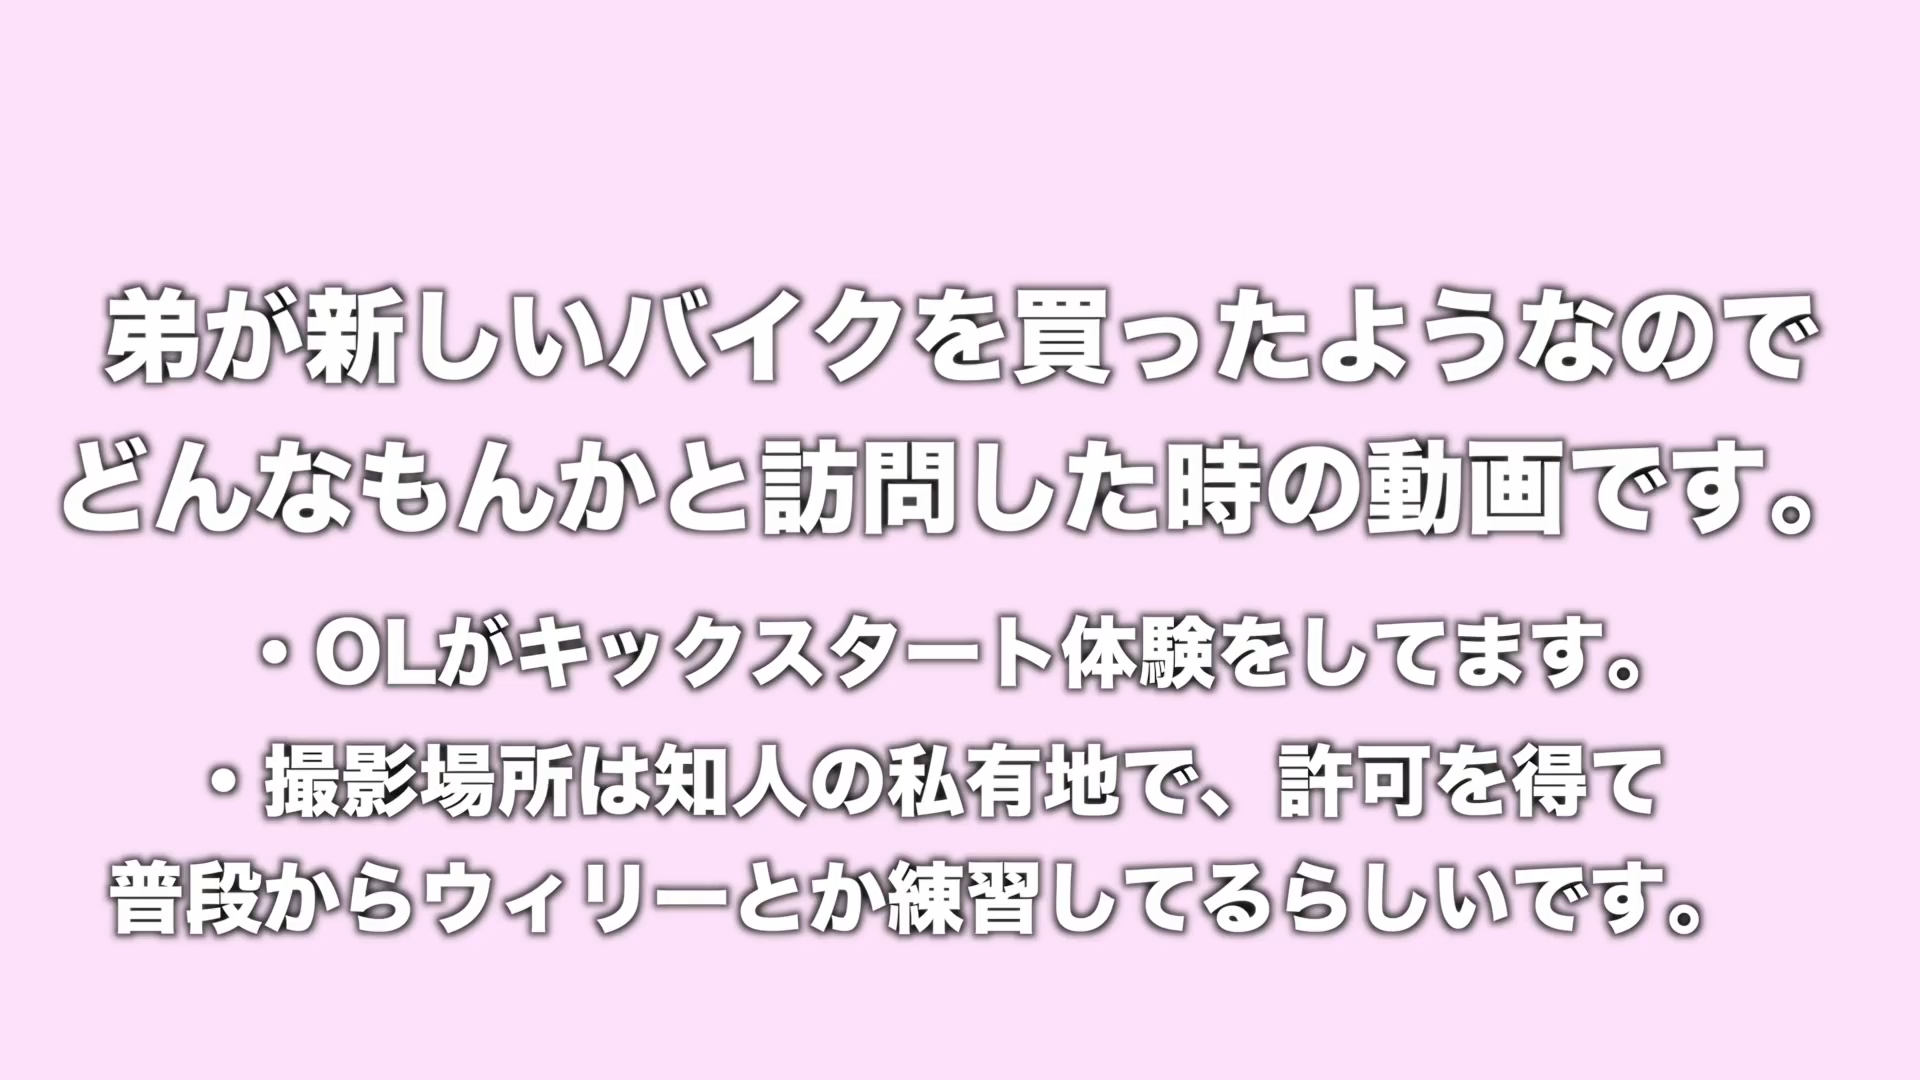 弟が新しいバイクを買ったようなので
どんなもんかと訪問した時の動画です。
・OLがキックスタート体験をしてます。
・撮影場所は知人の私有地で、許可を得て
普段からウィリーとか練習してるらしいです。